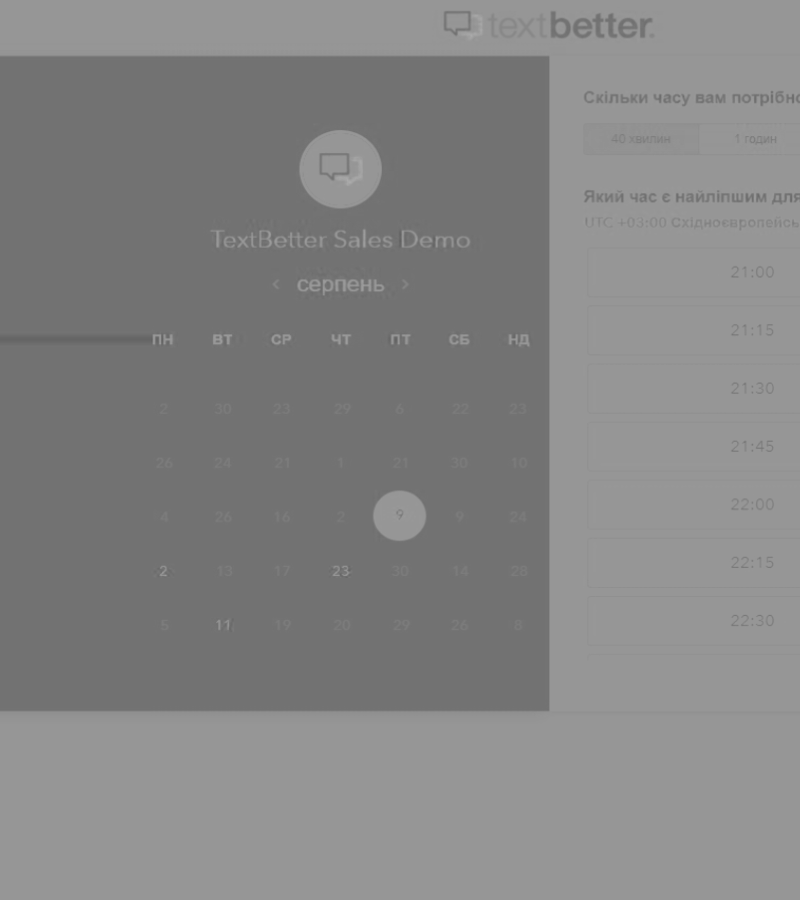 textbetter.
TextBetter Sales Demo
< серпень >
ПН ВТ СР ЧТ ПТ СБ НД
2 30 23 29 6 22 23
26 24 21 1 21 30 10
4 26 16 2 9 9 24
2 13 17 23 30 14 28
5 11 19 20 29 26 8
Скільки часу вам потрібно
40 хвилин 1 годин
Який час є найліпшим для
UTC +03:00 Східноєвропейсь
21:00
21:15
21:30
21:45
22:00
22:15
22:30